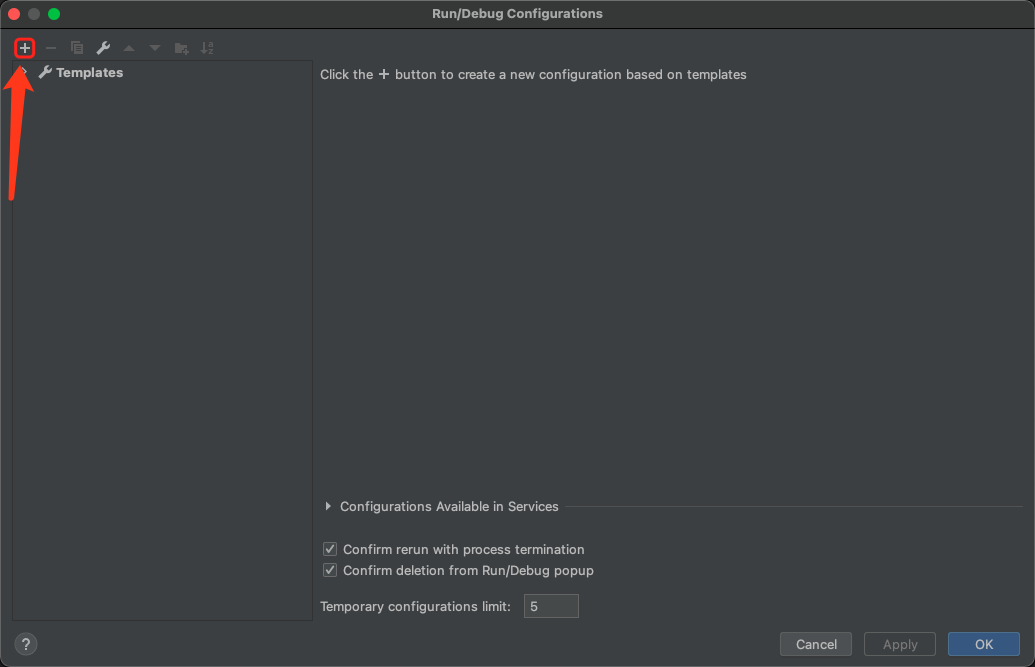 Run/Debug Configurations
Templates
Click the + button to create a new configuration based on templates
Configurations Available in Services
Confirm rerun with process termination
Confirm deletion from Run/Debug popup
Temporary configurations limit: 5
? Cancel Apply OK